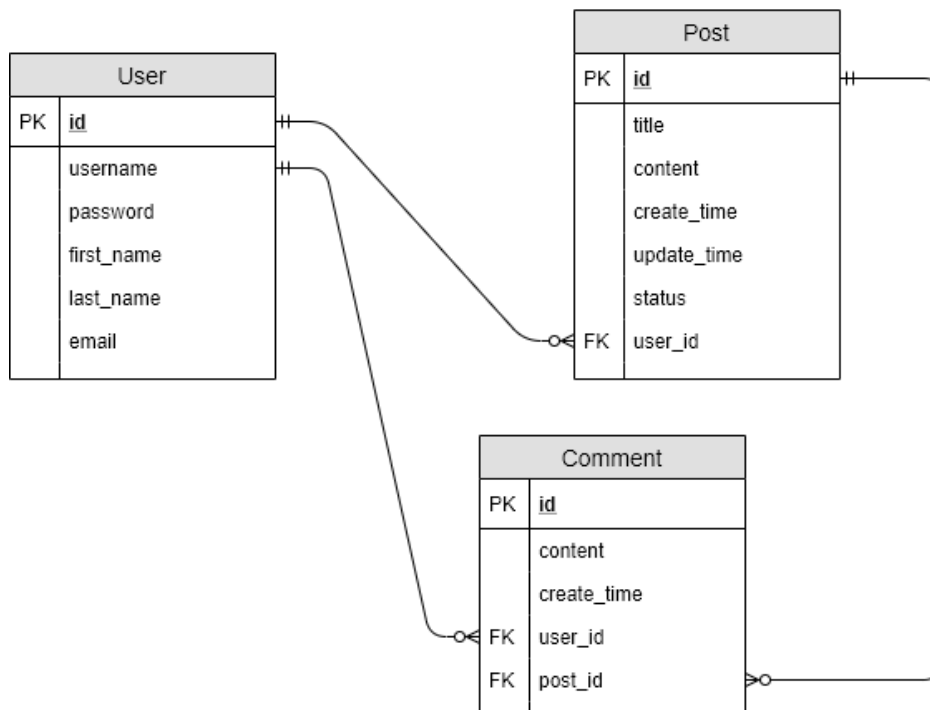 User
PK id
username
password
first_name
last_name
email
Post
PK id
title
content
create_time
update_time
status
FK user_id
Comment
PK id
content
create_time
FK user_id
FK post_id